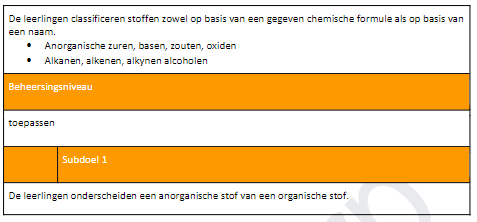 De leerlingen classificeren stoffen zowel op basis van een gegeven chemische formule als op basis van
een naam.
• Anorganische zuren, basen, zouten, oxiden
• Alkanen, alkenen, alkynen alcoholen
Beheersingsniveau
toepassen
Subdoel 1
De leerlingen onderscheiden een anorganische stof van een organische stof.